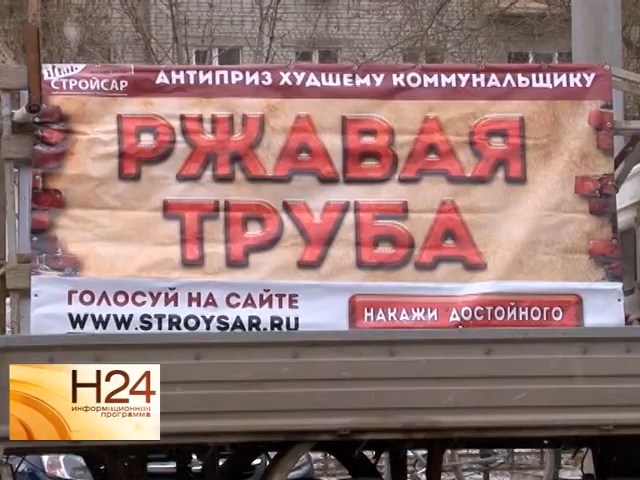 СТРОЙСАР
АНТИПРИЗ ХУДШЕМУ КОММУНАЛЬЩИКУ
РЖАВАЯ
ТРУБА
ГОЛОСУЙ НА САЙТЕ
WWW.STROYSAR.RU
НАКАЖИ ДОСТОЙНОГО
Н24
информационная
программа